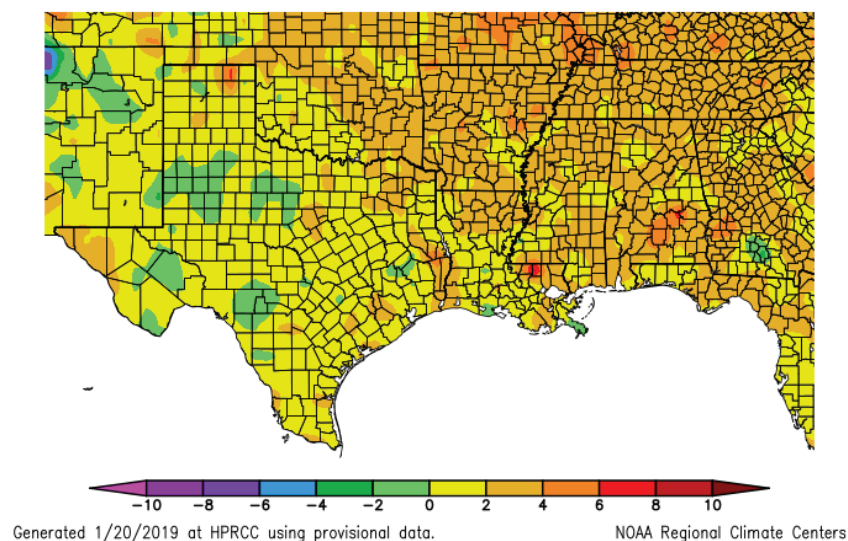 -10 -8 -6 -4 -2 0 2 4 6 8 10
Generated 1/20/2019 at HPRCC using provisional data. NOAA Regional Climate Centers